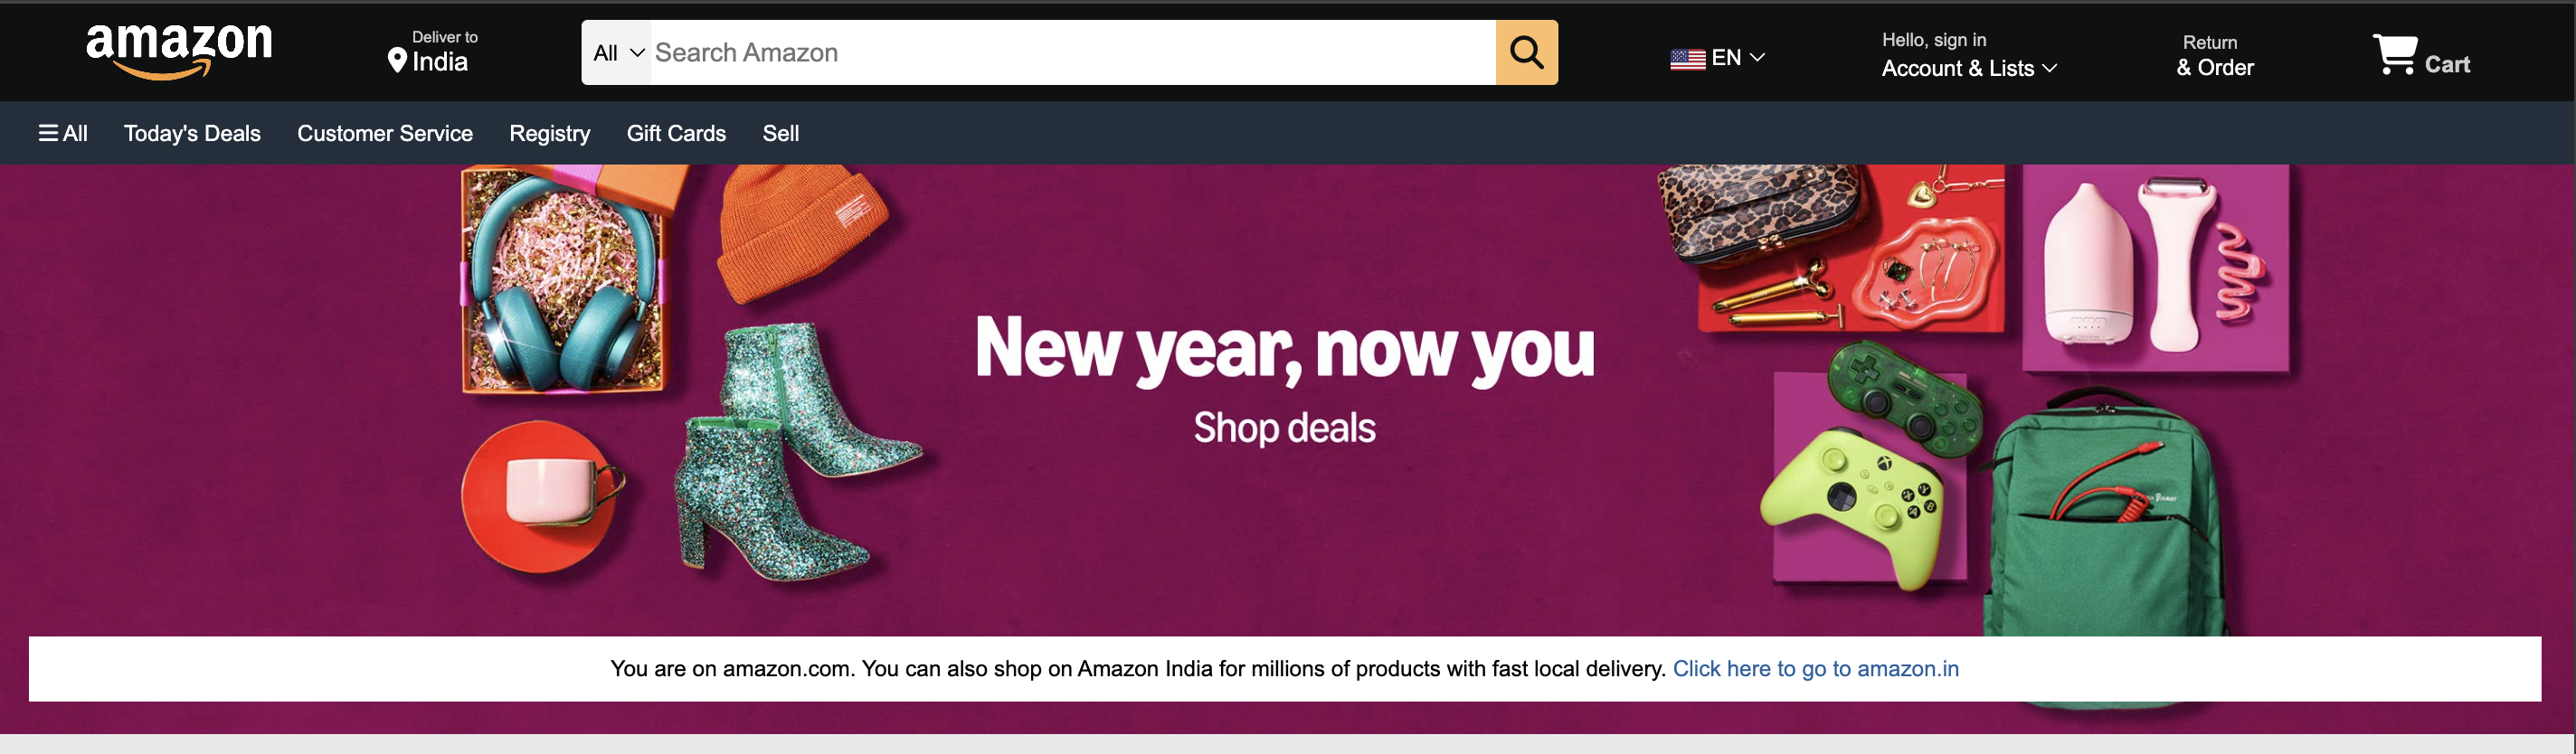 amazon
Deliver to
India
All
Search Amazon
EN
Hello, sign in
Account & Lists
Return
& Order
Cart
All
Today's Deals
Customer Service
Registry
Gift Cards
Sell
New year, now you
Shop deals
X
Y
B
A
You are on amazon.com. You can also shop on Amazon India for millions of products with fast local delivery. Click here to go to amazon.in